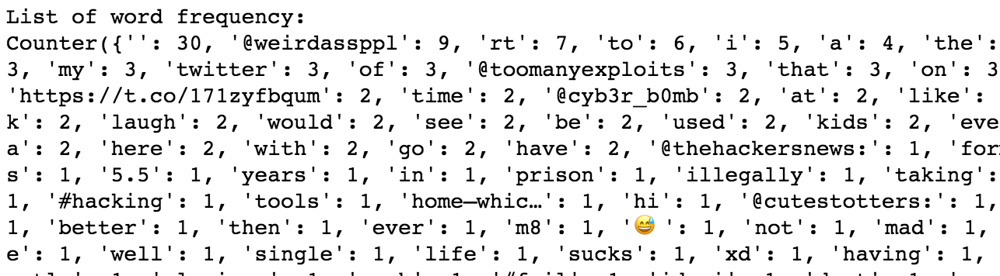 List of word frequency:
Counter({'': 30, '@weirdassppl': 9, 'rt': 7, 'to': 6, 'i': 5, 'a': 4, 'the':
3, 'my': 3, 'twitter': 3, 'of': 3, '@toomanyexploits': 3, 'that': 3, 'on': 3
'https://t.co/171zyfbqum': 2, 'time': 2, '@cyb3r_b0mb': 2, 'at': 2, 'like':
k': 2, 'laugh': 2, 'would': 2, 'see': 2, 'be': 2, 'used': 2, 'kids': 2, 'eve
a': 2, 'here': 2, 'with': 2, 'go': 2, 'have': 2, '@thehackersnews:': 1, 'for
s': 1, '5.5': 1, 'years': 1, 'in': 1, 'prison': 1, 'illegally': 1, 'taking':
1, '#hacking': 1, 'tools': 1, 'home—whic…': 1, 'hi': 1, '@cutestotters:': 1,
1, 'better': 1, 'then': 1, 'ever': 1, 'm8': 1, '😅 ': 1, 'not': 1, 'mad': 1,
e': 1, 'well': 1, 'single': 1, 'life': 1, 'sucks': 1, 'xd': 1, 'having': 1,